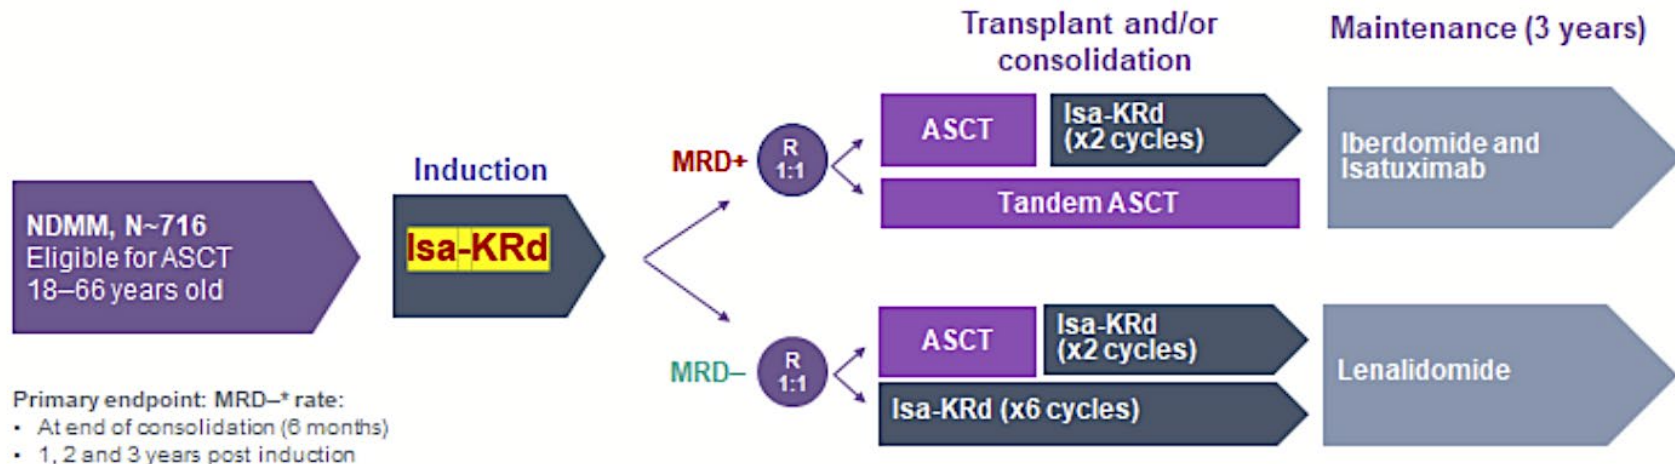 Transplant and/or
consolidation
Maintenance (3 years)
Induction
NDMM, N~716
Eligible for ASCT
18–66 years old
Isa-KRd
MRD+
R
1:1
ASCT
Isa-KRd
(x2 cycles)
Tandem ASCT
Iberdomide and
Isatuximab
MRD–
R
1:1
ASCT
Isa-KRd
(x2 cycles)
Isa-KRd (x6 cycles)
Lenalidomide
Primary endpoint: MRD–* rate:
• At end of consolidation (6 months)
• 1, 2 and 3 years post induction